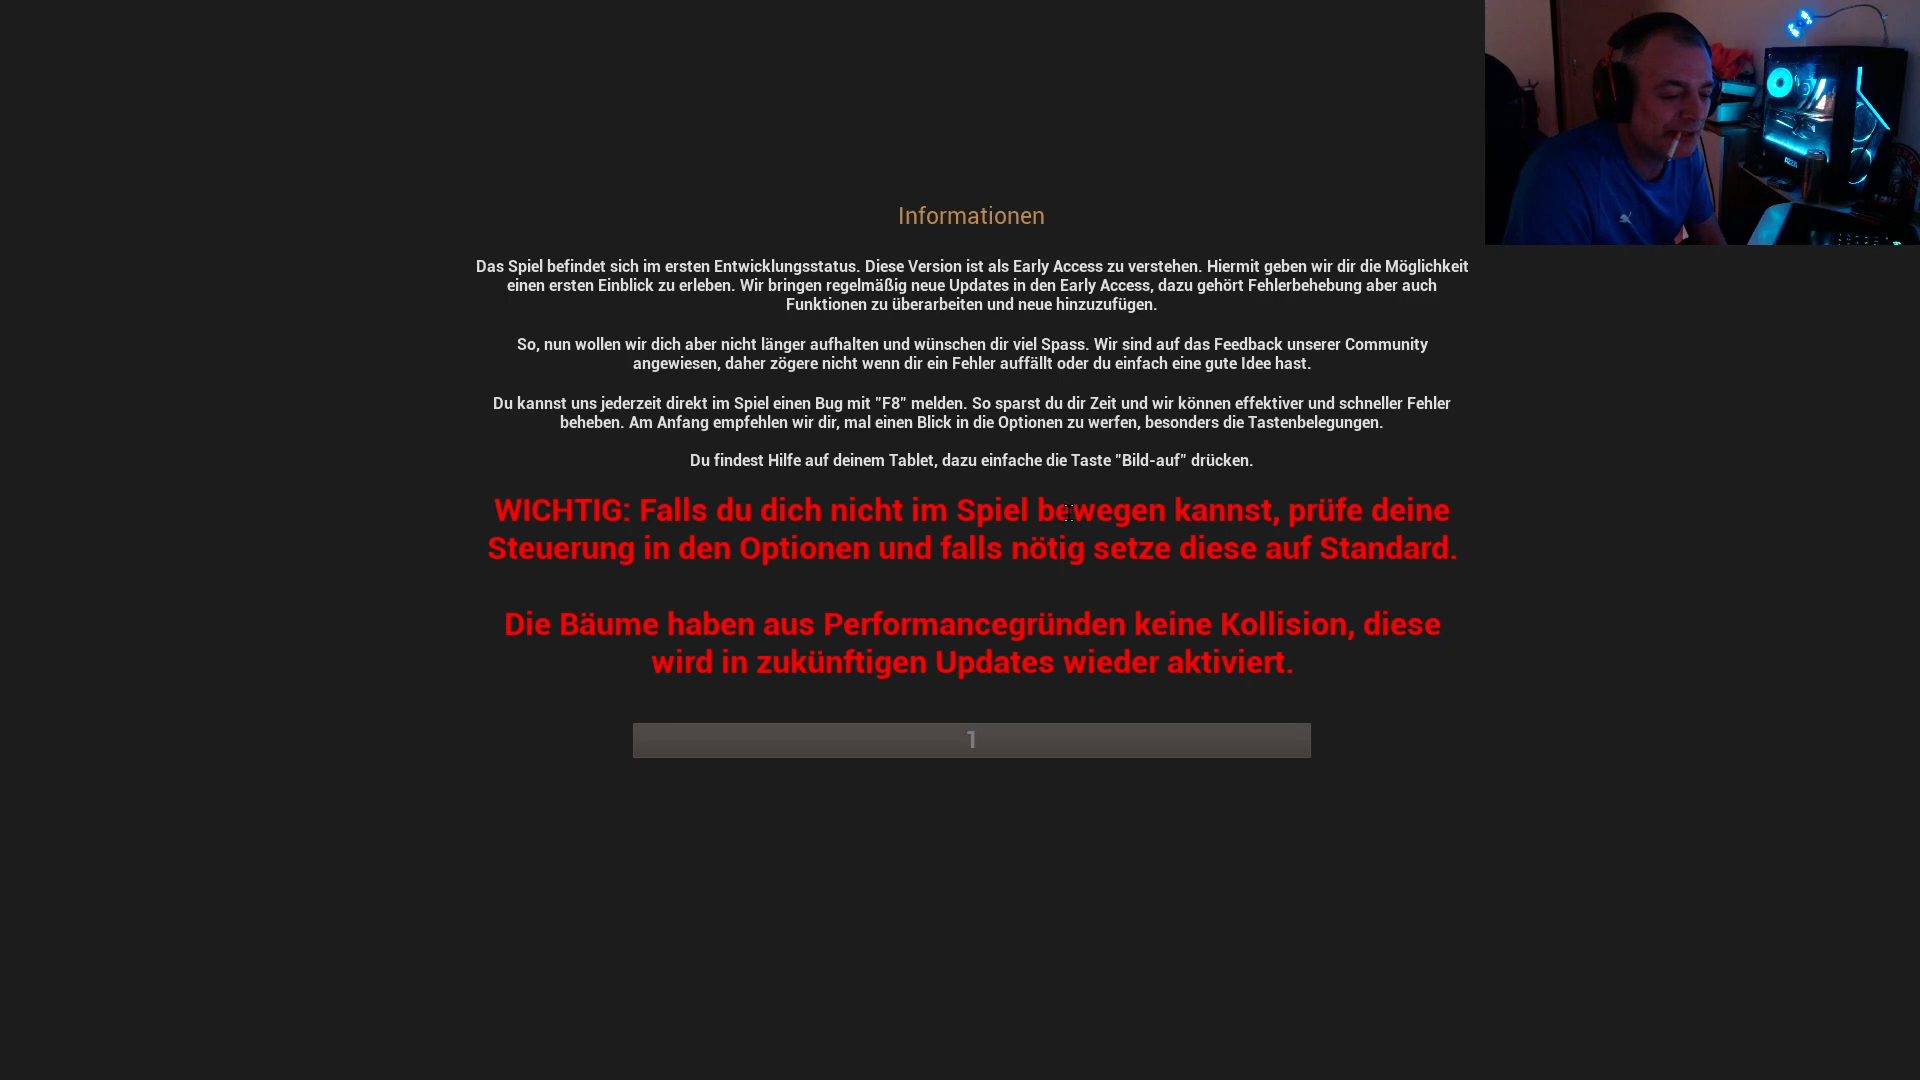 Informationen
Das Spiel befindet sich im ersten Entwicklungsstatus. Diese Version ist als Early Access zu verstehen. Hiermit geben wir dir die Möglichkeit
einen ersten Einblick zu erleben. Wir bringen regelmäßig neue Updates in den Early Access, dazu gehört Fehlerbehebung aber auch
Funktionen zu überarbeiten und neue hinzuzufügen.
So, nun wollen wir dich aber nicht länger aufhalten und wünschen dir viel Spass. Wir sind auf das Feedback unserer Community
angewiesen, daher zögere nicht wenn dir ein Fehler auffällt oder du einfach eine gute Idee hast.
Du kannst uns jederzeit direkt im Spiel einen Bug mit "F8" melden. So sparst du dir Zeit und wir können effektiver und schneller Fehler
beheben. Am Anfang empfehlen wir dir, mal einen Blick in die Optionen zu werfen, besonders die Tastenbelegungen.
Du findest Hilfe auf deinem Tablet, dazu einfache die Taste "Bild-auf" drücken.
WICHTIG: Falls du dich nicht im Spiel bewegen kannst, prüfe deine
Steuerung in den Optionen und falls nötig setze diese auf Standard.
Die Bäume haben aus Performancegründen keine Kollision, diese
wird in zukünftigen Updates wieder aktiviert.
1